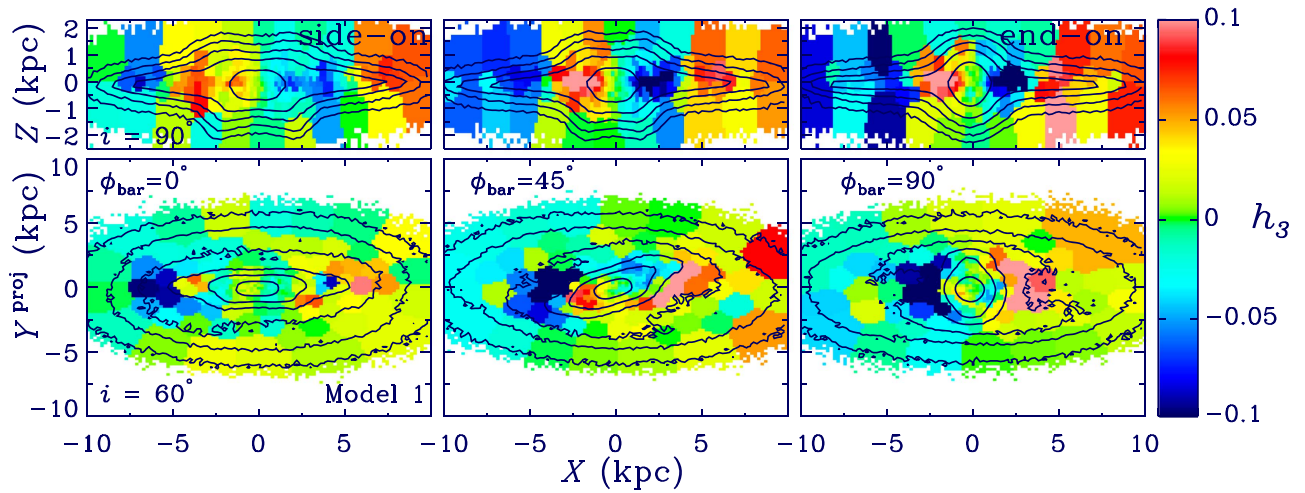 side-on
end-on
i = 90°
Z (kpc)
2
1
0
-1
-2
0.1
0.05
0
-0.05
-0.1
h₃
ϕbar=0°
ϕbar=45°
ϕbar=90°
Y proj (kpc)
10
5
0
-5
-10
i = 60°
Model 1
-10 -5 0 5 -10 -5 0 5 -10 -5 0 5 10
X (kpc)